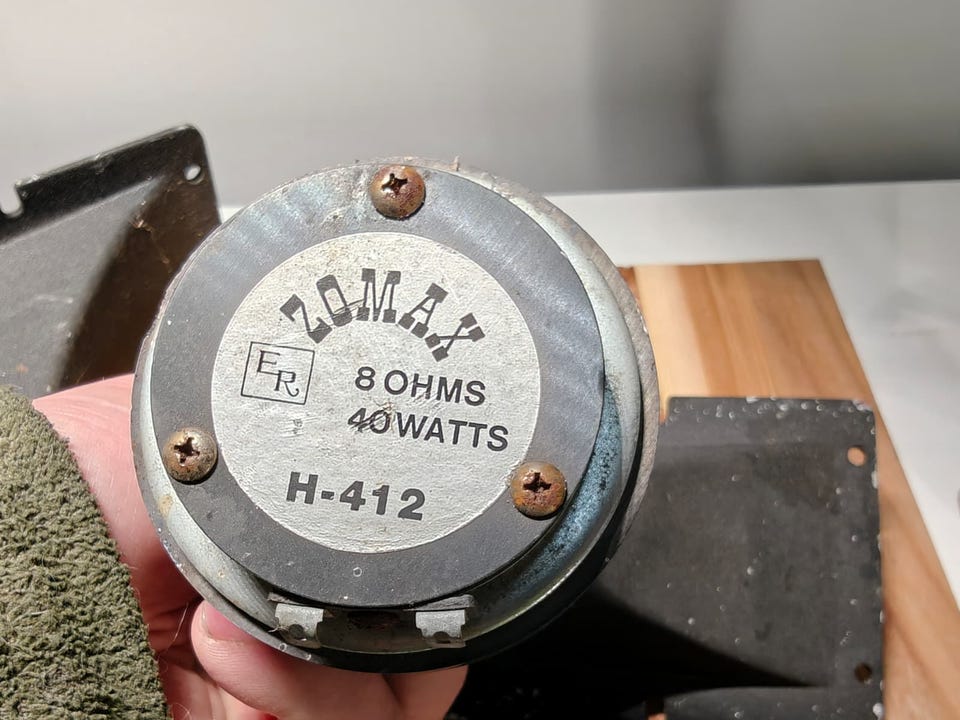 ZOMAX
ER
8 OHMS
40 WATTS
H-412